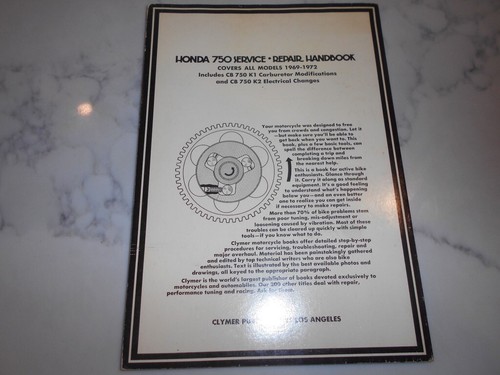 HONDA 750 SERVICE • REPAIR HANDBOOK
COVERS ALL MODELS 1969-1972
Includes CB 750 K1 Carburetor Modifications
and CB 750 K2 Electrical Changes
Your motorcycle was designed to free
you from crowds and congestion. Let it
—but make sure you'll be able to
get back when you want to. This
book, plus a few basic tools, can
spell the difference between
completing a trip and
breaking down miles from
the nearest help.
This is a book for active bike
enthusiasts. Glance through
it. Carry it along as standard
equipment. It's a good feeling
to understand what's happening
below you—and an even better
one to realize you can get inside
if necessary to make repairs.
More than 70% of bike problems stem
from poor tuning, mis-adjustment or
loosening caused by vibration. Most of these
troubles can be cleared up quickly with simple
tools—if you know what to do.
Clymer motorcycle books offer detailed step-by-step
procedures for servicing, troubleshooting, repair and
major overhaul. Material has been painstakingly gathered
and edited by top technical writers who are also bike
enthusiasts. Text is illustrated by the best available photos and
drawings, all keyed to the appropriate paragraph.
Clymer is the world's largest publisher of books devoted exclusively to
motorcycles and automobiles. Our 300 other titles deal with repair,
performance tuning and racing. Ask for them.
CLYMER LOS ANGELES